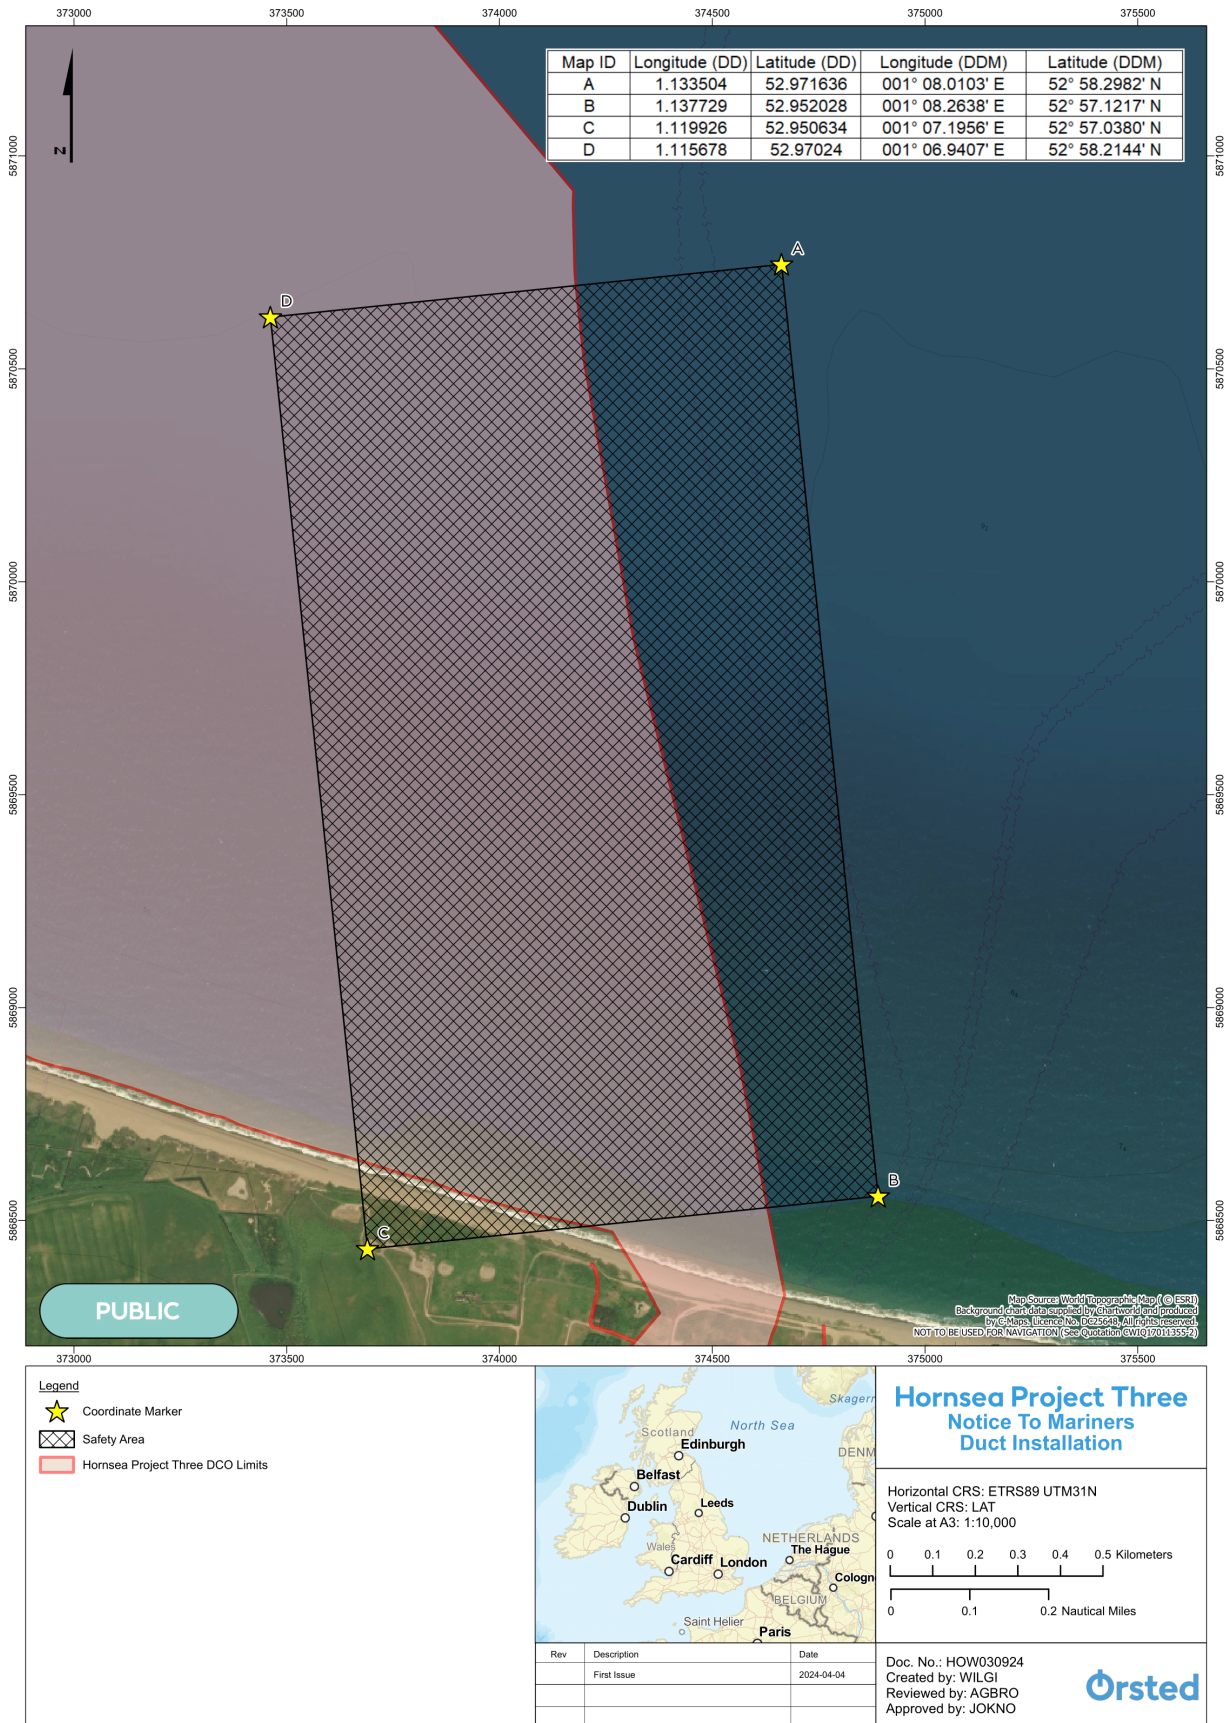 373000 373500 374000 374500 375000 375500
Map ID Longitude (DD) Latitude (DD) Longitude (DDM) Latitude (DDM)
A 1.133504 52.971636 001° 08.0103' E 52° 58.2982' N
B 1.137729 52.952028 001° 08.2638' E 52° 57.1217' N
C 1.119926 52.950634 001° 07.1956' E 52° 57.0380' N
D 1.115678 52.97024 001° 06.9407' E 52° 58.2144' N
N
5871000 5871000
A
D
5870500 5870500
5870000 5870000
5869500 5869500
5869000 5869000
B
5868500 5868500
C
PUBLIC
Map Source: World Topographic Map ( © ESRI)
Background chart data supplied by Chartworld and produced
by C-Maps. Licence No. DC25648, All rights reserved.
NOT TO BE USED FOR NAVIGATION (See Quotation CWIQ17011355-2)
373000 373500 374000 374500 375000 375500
Legend
Coordinate Marker
Safety Area
Hornsea Project Three DCO Limits
Skagerr
North Sea
Scotland
Edinburgh
DENM
Belfast
Dublin
Leeds
NETHERLANDS
The Hague
Wales
Cardiff
London
Cologn
BELGIUM
Saint Helier
Paris
Rev Description Date
First Issue 2024-04-04
Hornsea Project Three
Notice To Mariners
Duct Installation
Horizontal CRS: ETRS89 UTM31N
Vertical CRS: LAT
Scale at A3: 1:10,000
0 0.1 0.2 0.3 0.4 0.5 Kilometers
0 0.1 0.2 Nautical Miles
Doc. No.: HOW030924
Created by: WILGI
Reviewed by: AGBRO
Approved by: JOKNO
Ørsted